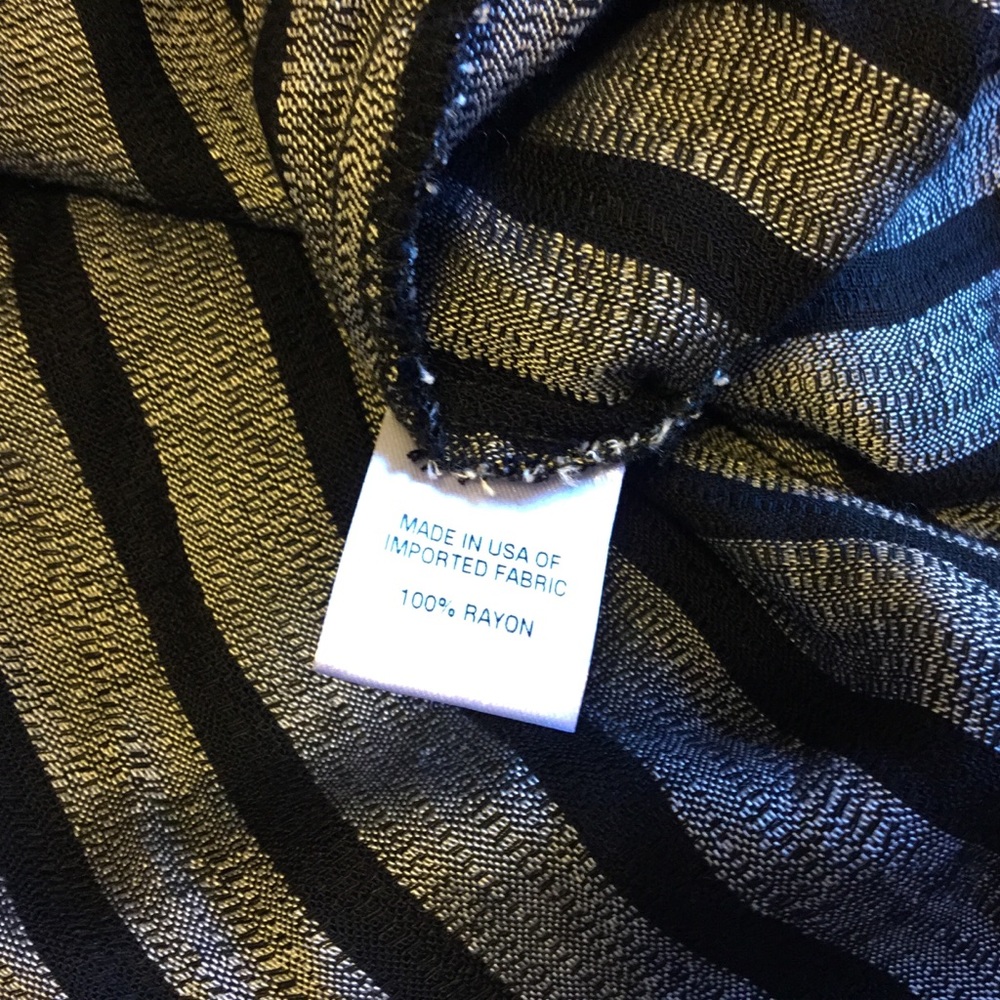 MADE IN USA OF
IMPORTED FABRIC
100% RAYON